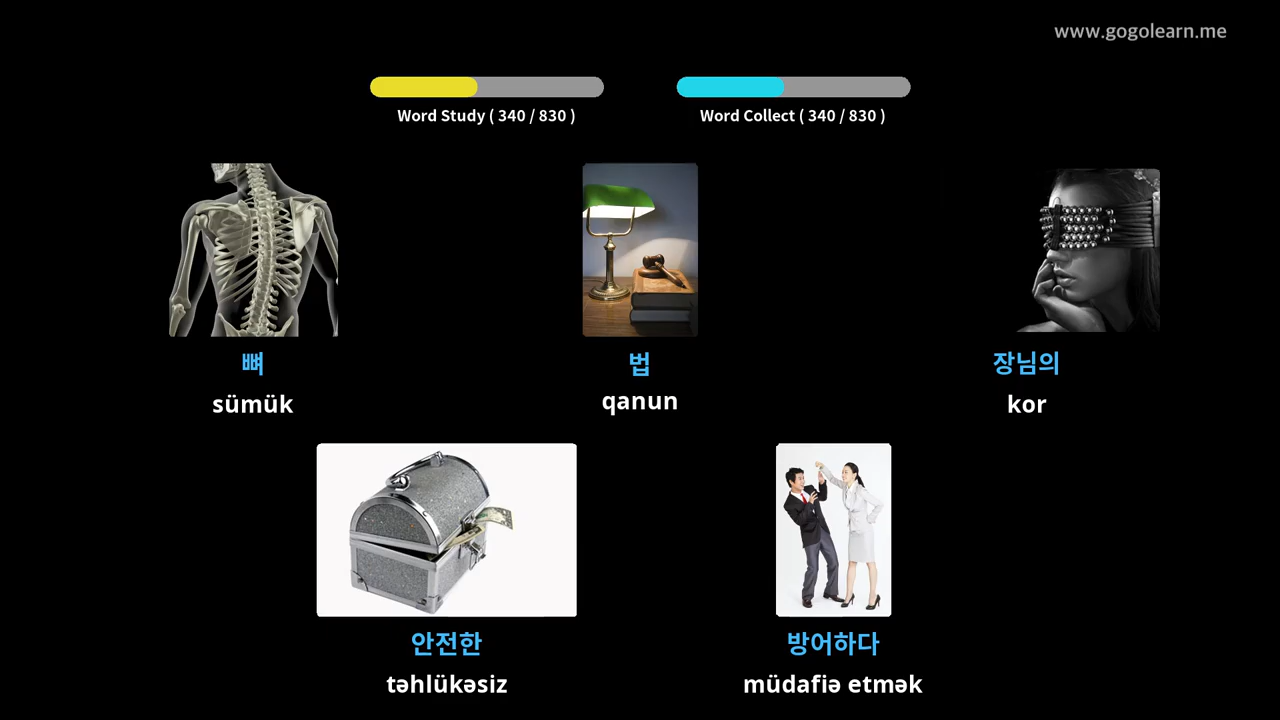 www.gogolearn.me
Word Study ( 340 / 830 )
Word Collect ( 340 / 830 )
뼈
sümük
법
qanun
장님의
kor
안전한
təhlükəsiz
방어하다
müdafiə etmək